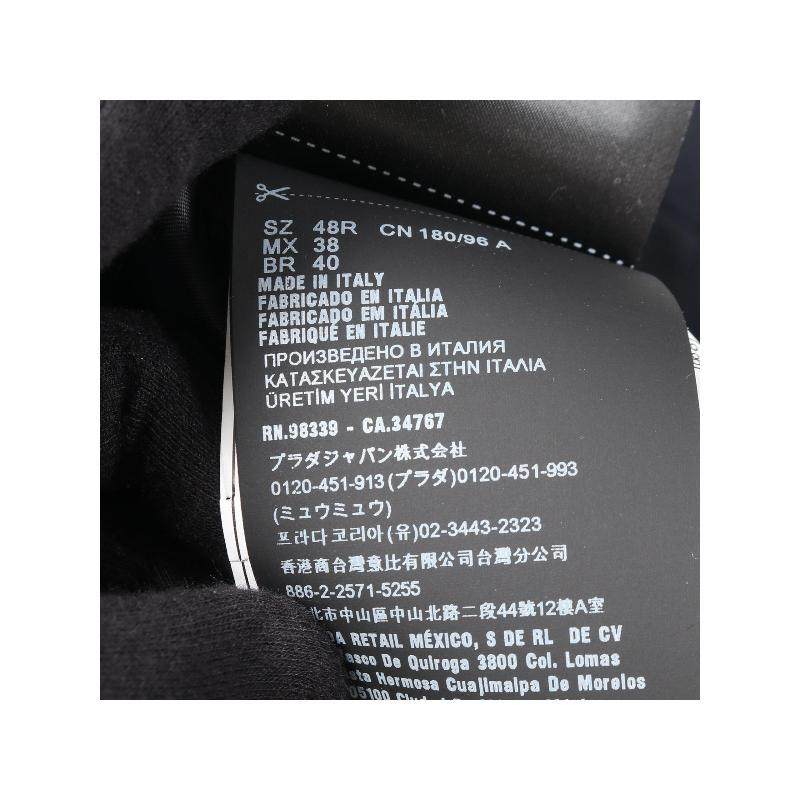 SZ 48R CN 180/96 A
MX 38
BR 40
MADE IN ITALY
FABRICADO EN ITALIA
FABRICADO EM ITÁLIA
FABRIQUÉ EN ITALIE
ПРОИЗВЕДЕНО В ИТАЛИЯ
ΚΑΤΑΣΚΕΥΑΖΕΤΑΙ ΣΤΗΝ ΙΤΑΛΙΑ
ÜRETİM YERİ İTALYA
RN.98339 - CA.34767
プラダジャパン株式会社
0120-451-913(プラダ)0120-451-993
(ミュウミュウ)
프라다코리아(유)02-3443-2323
香港商台灣意比有限公司台灣分公司
886-2-2571-5255
北市中山區中山北路二段44號12樓A室
DA RETAIL MÉXICO, S DE RL DE CV
asco De Quiroga 3800 Col. Lomas
ta Hermosa Cuajimalpa De Morelos
05100